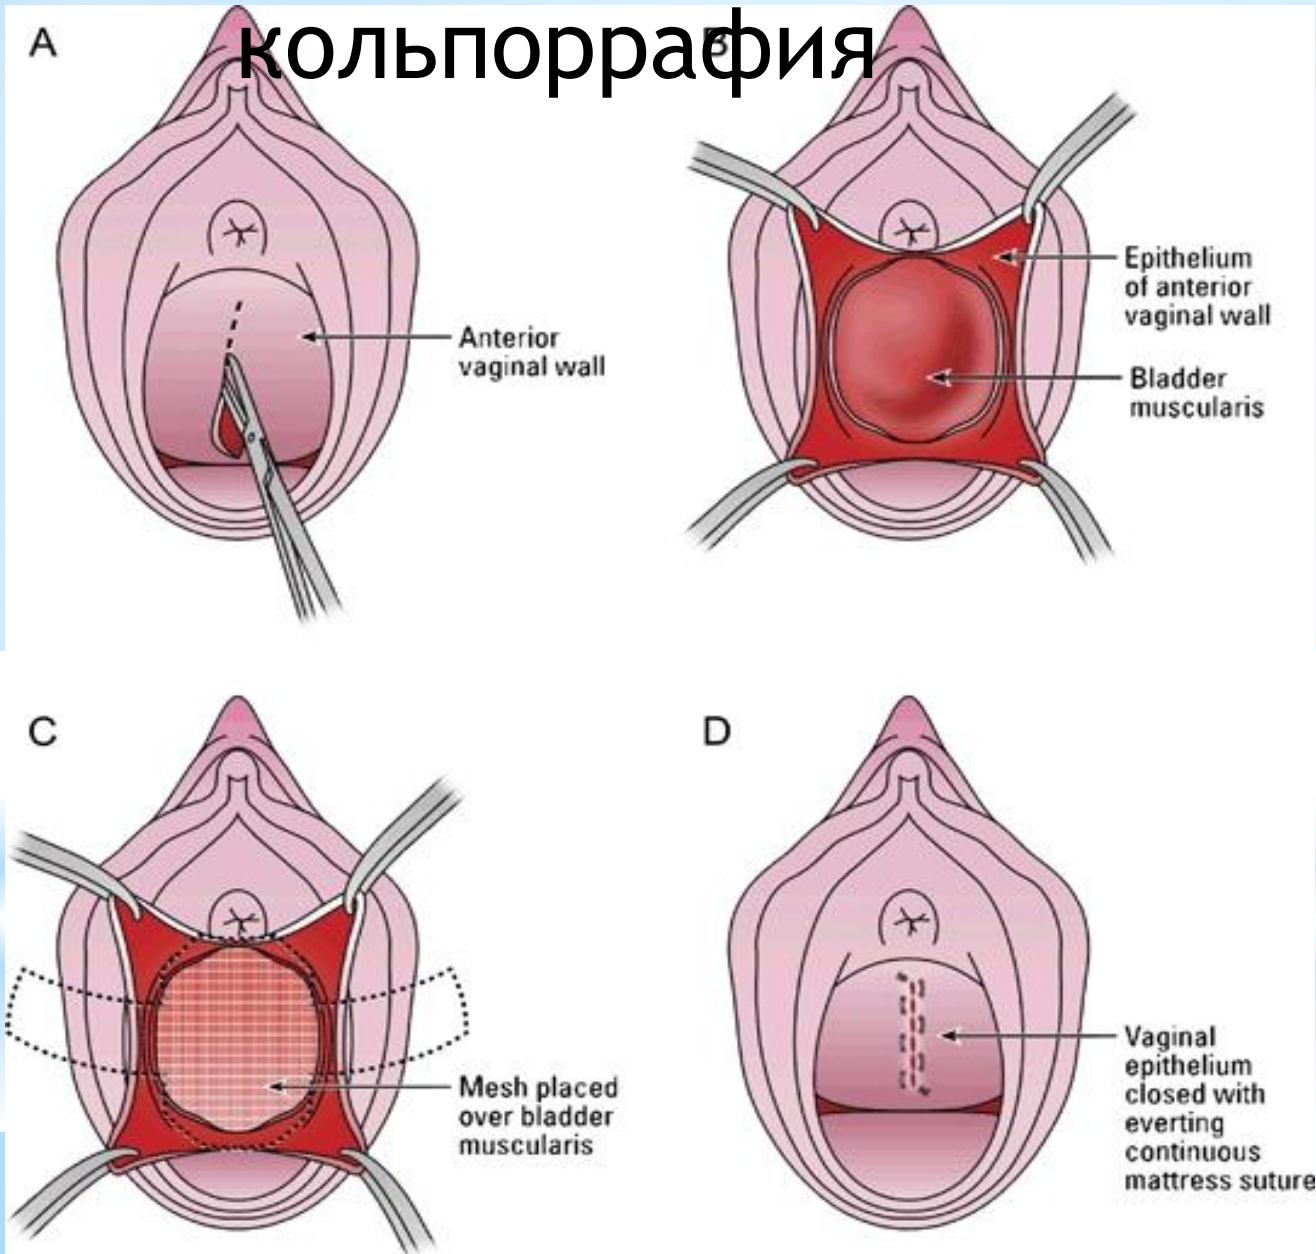 кольпоррафия
A
B
Anterior
vaginal wall
Epithelium
of anterior
vaginal wall
Bladder
muscularis
C
D
Mesh placed
over bladder
muscularis
Vaginal
epithelium
closed with
everting
continuous
mattress suture